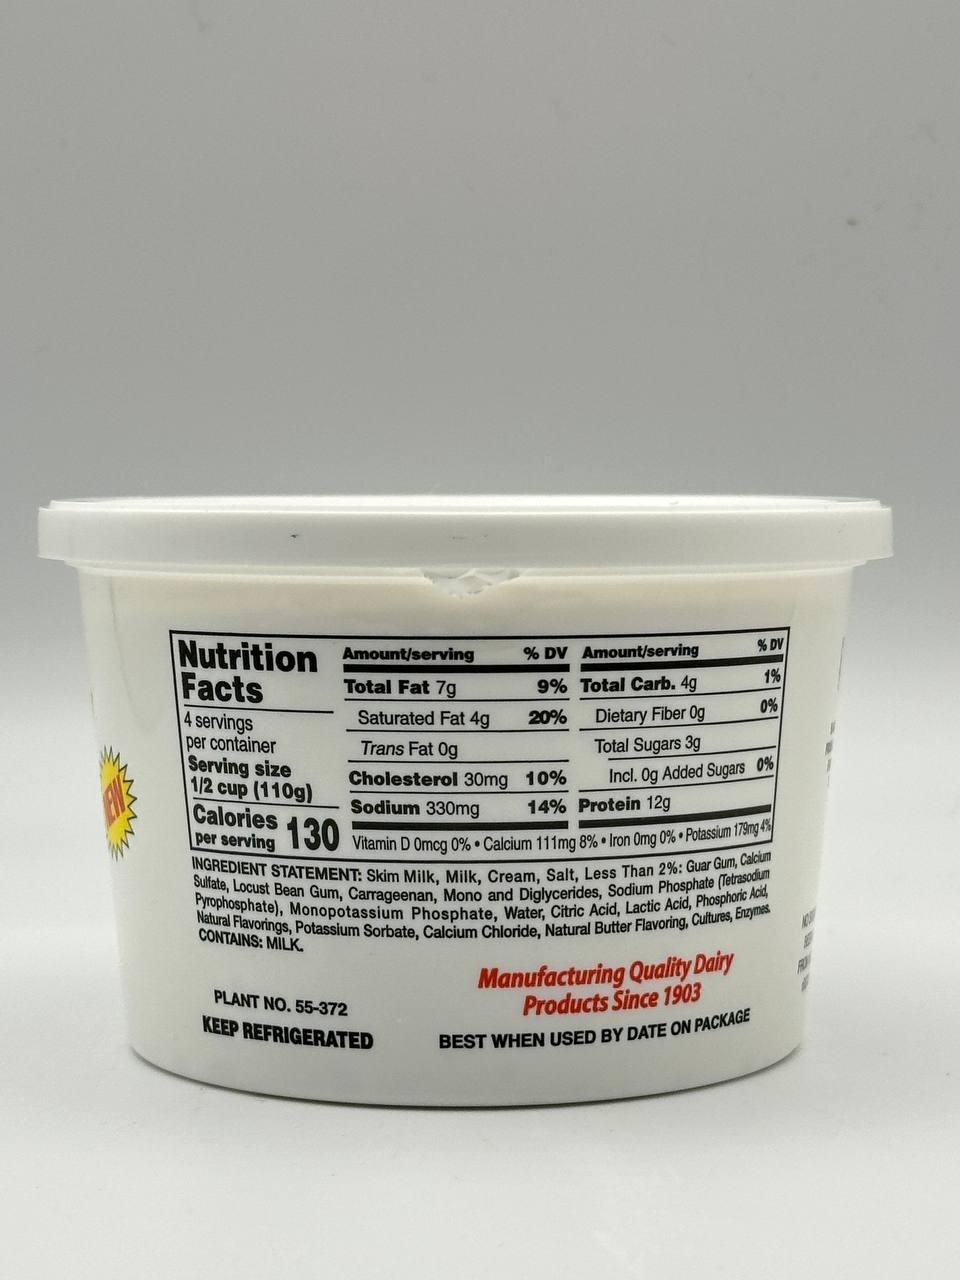 Nutrition
Facts
4 servings
per container
Serving size
1/2 cup (110g)
Calories
per serving 130
Amount/serving % DV
Total Fat 7g 9%
Saturated Fat 4g 20%
Trans Fat 0g
Cholesterol 30mg 10%
Sodium 330mg 14%
Amount/serving % DV
Total Carb. 4g 1%
Dietary Fiber 0g 0%
Total Sugars 3g
Incl. 0g Added Sugars 0%
Protein 12g
Vitamin D 0mcg 0% • Calcium 111mg 8% • Iron 0mg 0% • Potassium 179mg 4%
INGREDIENT STATEMENT: Skim Milk, Milk, Cream, Salt, Less Than 2%: Guar Gum, Calcium
Sulfate, Locust Bean Gum, Carrageenan, Mono and Diglycerides, Sodium Phosphate (Tetrasodium
Pyrophosphate), Monopotassium Phosphate, Water, Citric Acid, Lactic Acid, Phosphoric Acid,
Natural Flavorings, Potassium Sorbate, Calcium Chloride, Natural Butter Flavoring, Cultures, Enzymes.
CONTAINS: MILK.
Manufacturing Quality Dairy
Products Since 1903
PLANT NO. 55-372
KEEP REFRIGERATED
BEST WHEN USED BY DATE ON PACKAGE